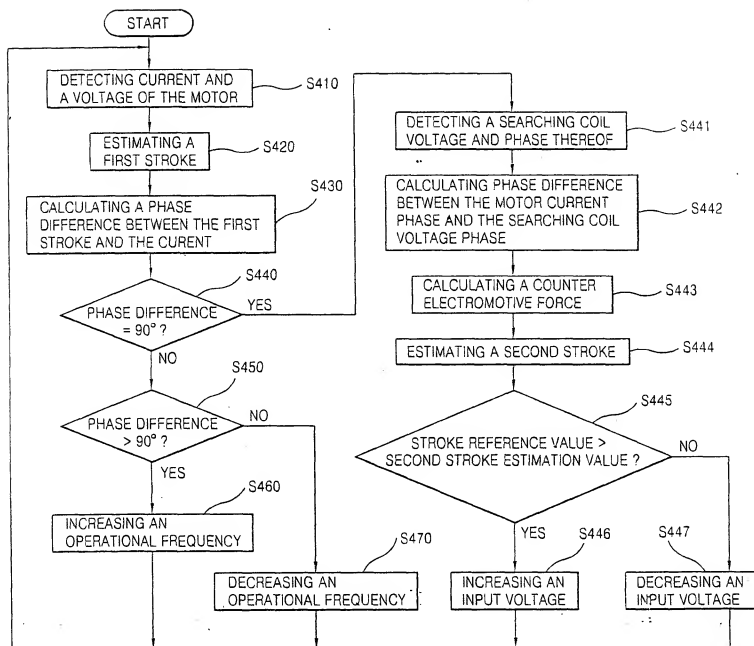 START
DETECTING CURRENT AND
A VOLTAGE OF THE MOTOR
S410
ESTIMATING A
FIRST STROKE
S420
CALCULATING A PHASE
DIFFERENCE BETWEEN THE FIRST
STROKE AND THE CURENT
S430
S440
PHASE DIFFERENCE
= 90° ?
YES
NO
S450
PHASE DIFFERENCE
> 90° ?
NO
YES
S460
INCREASING AN
OPERATIONAL FREQUENCY
S470
DECREASING AN
OPERATIONAL FREQUENCY
DETECTING A SEARCHING COIL
VOLTAGE AND PHASE THEREOF
S441
CALCULATING PHASE DIFFERENCE
BETWEEN THE MOTOR CURRENT
PHASE AND THE SEARCHING COIL
VOLTAGE PHASE
S442
CALCULATING A COUNTER
ELECTROMOTIVE FORCE
S443
ESTIMATING A SECOND STROKE
S444
S445
STROKE REFERENCE VALUE >
SECOND STROKE ESTIMATION VALUE ?
NO
YES
S446
INCREASING AN
INPUT VOLTAGE
S447
DECREASING AN
INPUT VOLTAGE